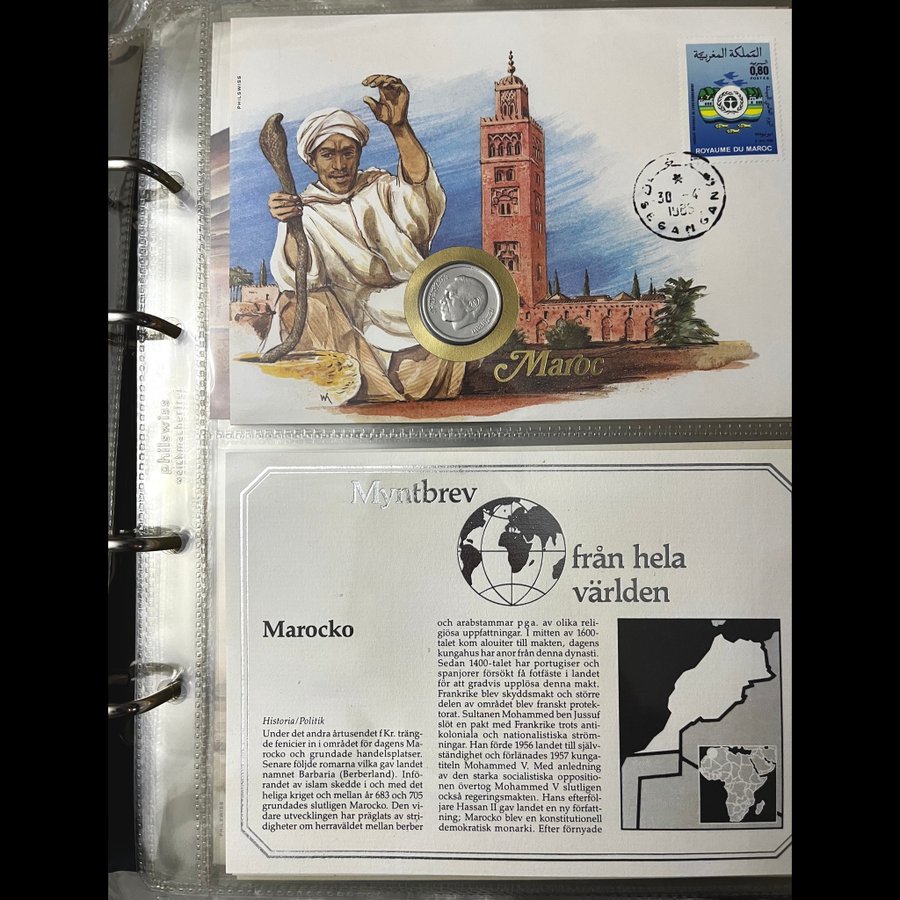 PHILSWISS
المملكة المغربية
0,80
POSTES
ROYAUME DU MAROC
30 -4
SEGANGAN
Maroc
philswiss
weichmacherfrei
Myntbrev
från hela
världen
Marocko
Historia/Politik
Under det andra årtusendet f Kr. träng-
de fenicier in i området för dagens Ma-
rocko och grundade handelsplatser.
Senare följde romarna vilka gav landet
namnet Barbaria (Berberland). Infö-
randet av islam skedde i och med det
heliga kriget och mellan år 683 och 705
grundades slutligen Marocko. Den vi-
dare utvecklingen har präglats av stri-
digheter om herraväldet mellan berber
och arabstammar p g a. av olika reli-
giösa uppfattningar. I mitten av 1600-
talet kom alouiter till makten, dagens
kungahus har anor från denna dynasti.
Sedan 1400-talet har portugiser och
spanjorer försökt få fotfäste i landet
för att gradvis upplösa denna makt.
Frankrike blev skyddsmakt och större
delen av området blev franskt protek-
torat. Sultanen Mohammed ben Jussuf
slöt en pakt med Frankrike trots anti-
koloniala och nationalistiska ström-
ningar. Han förde 1956 landet till själv-
ständighet och förlänades 1957 kunga-
titeln Mohammed V. Med anledning
av den starka socialistiska oppositio-
nen övertog Mohammed V slutligen
också regeringsmakten. Hans efterföl-
jare Hassan II gav landet en ny författ-
ning; Marocko blev en konstitutionell
demokratisk monarki. Efter förnyade
PHILSWISS